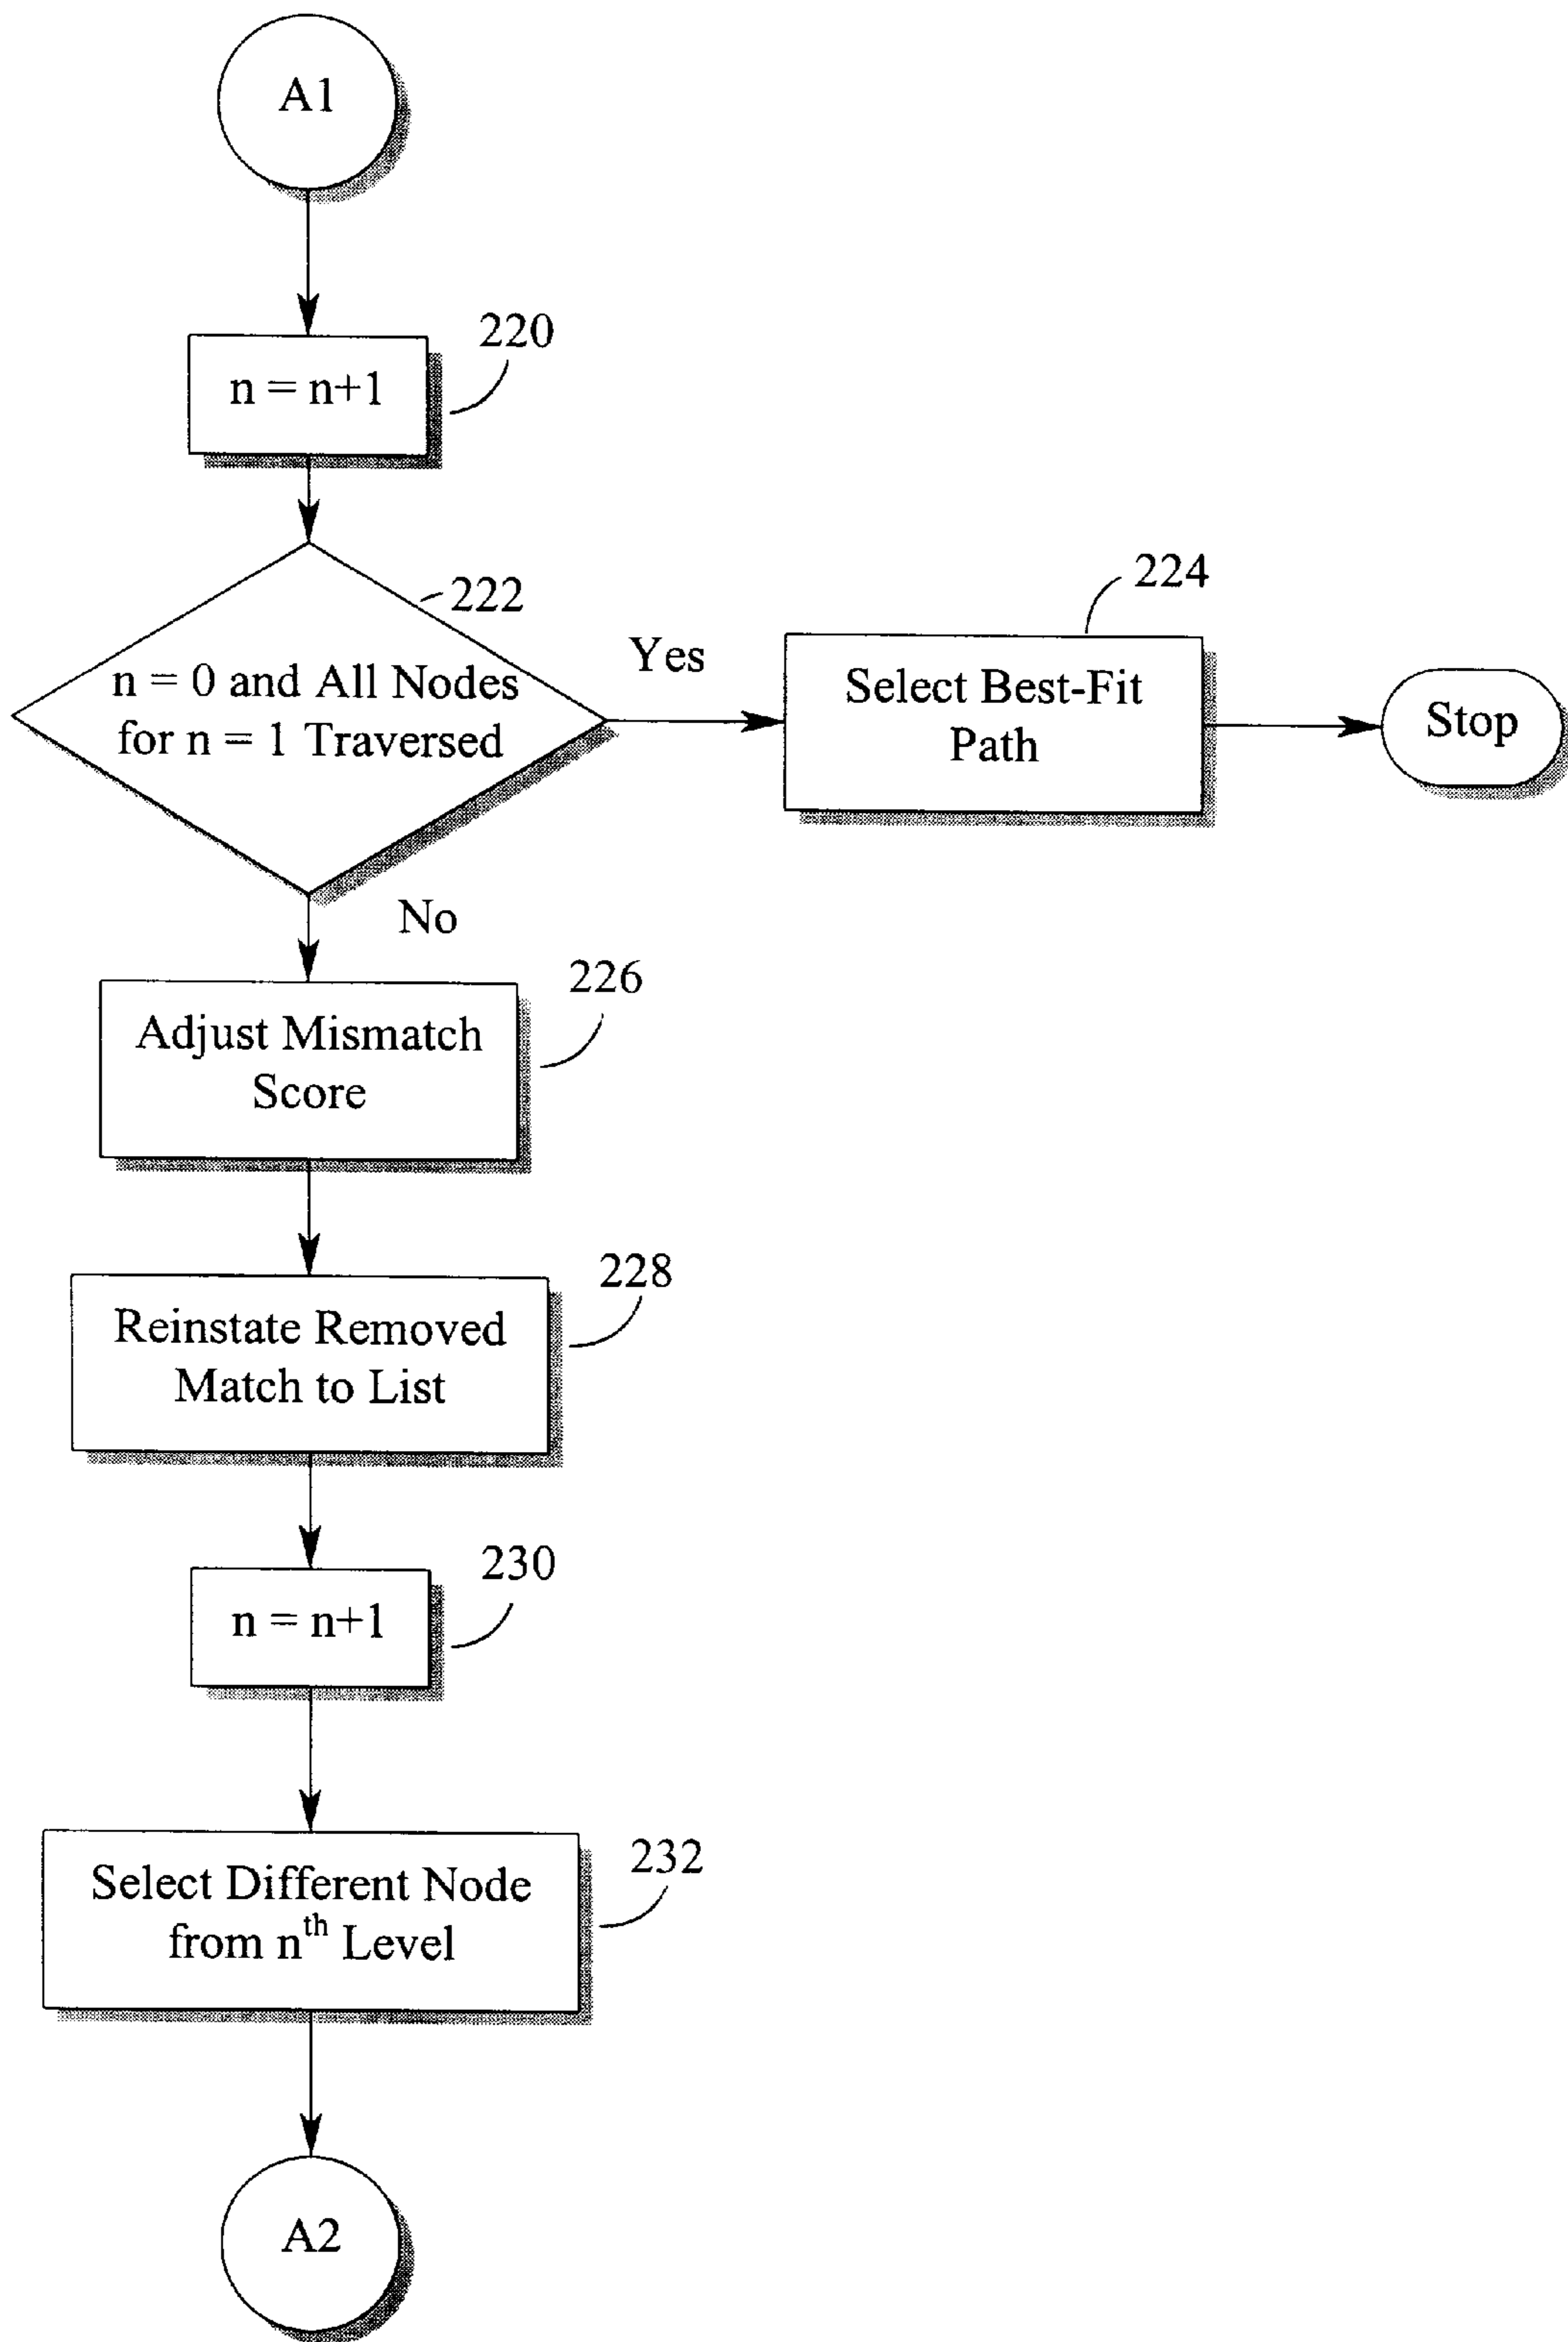 A1
220
n = n+1
222
n = 0 and All Nodes
for n = 1 Traversed
Yes
224
Select Best-Fit
Path
Stop
No
226
Adjust Mismatch
Score
228
Reinstate Removed
Match to List
230
n = n+1
232
Select Different Node
from nth Level
A2